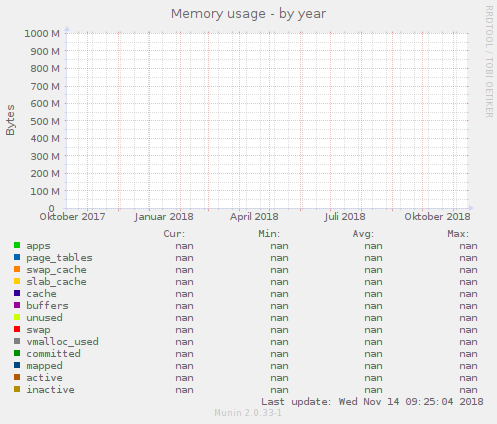 Memory usage - by year
RRDTOOL / TOBI OETIKER
Bytes
1000 M
900 M
800 M
700 M
600 M
500 M
400 M
300 M
200 M
100 M
0
Oktober 2017 Januar 2018 April 2018 Juli 2018 Oktober 2018
Cur: Min: Avg: Max:
apps nan nan nan nan
page_tables nan nan nan nan
swap_cache nan nan nan nan
slab_cache nan nan nan nan
cache nan nan nan nan
buffers nan nan nan nan
unused nan nan nan nan
swap nan nan nan nan
vmalloc_used nan nan nan nan
committed nan nan nan nan
mapped nan nan nan nan
active nan nan nan nan
inactive nan nan nan nan
Last update: Wed Nov 14 09:25:04 2018
Munin 2.0.33-1